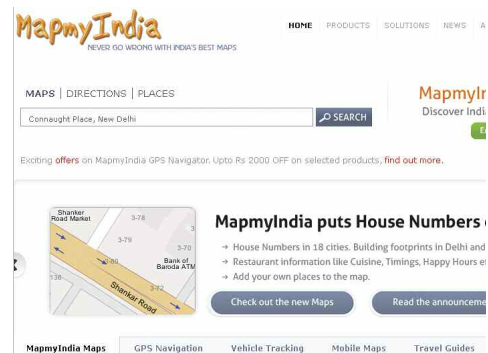 MapmyIndia
NEVER GO WRONG WITH INDIA'S BEST MAPS
HOME PRODUCTS SOLUTIONS NEWS A
MAPS | DIRECTIONS | PLACES
Connaught Place, New Delhi
SEARCH
MapmyI
Discover Indi
E
Exciting offers on MapmyIndia GPS Navigator. Upto Rs 2000 OFF on selected products, find out more.
Shanker
Road Market
3-78
3-79
3-70
Bank of
Baroda ATM
3-72
136
Shankar Road
MapmyIndia puts House Numbers
House Numbers in 18 cities. Building footprints in Delhi and
Restaurant information like Cuisine, Timings, Happy Hours e
Add your own places to the map.
Check out the new Maps
Read the announceme
MapmyIndia Maps GPS Navigation Vehicle Tracking Mobile Maps Travel Guides